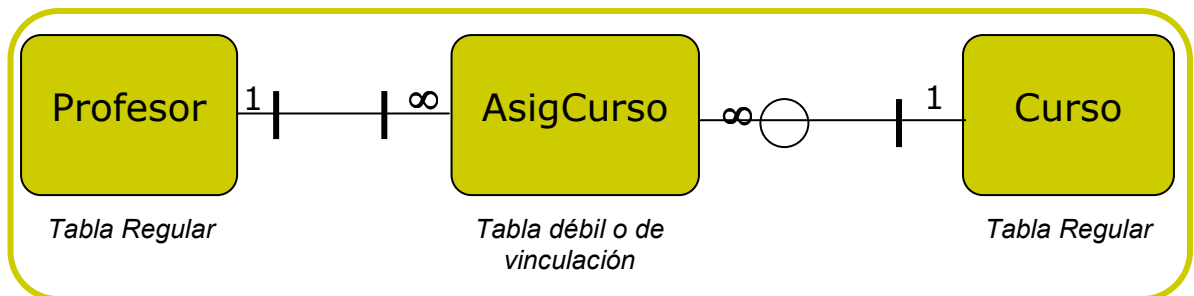 Profesor
1
∞
AsigCurso
∞
1
Curso
Tabla Regular
Tabla débil o de
vinculación
Tabla Regular